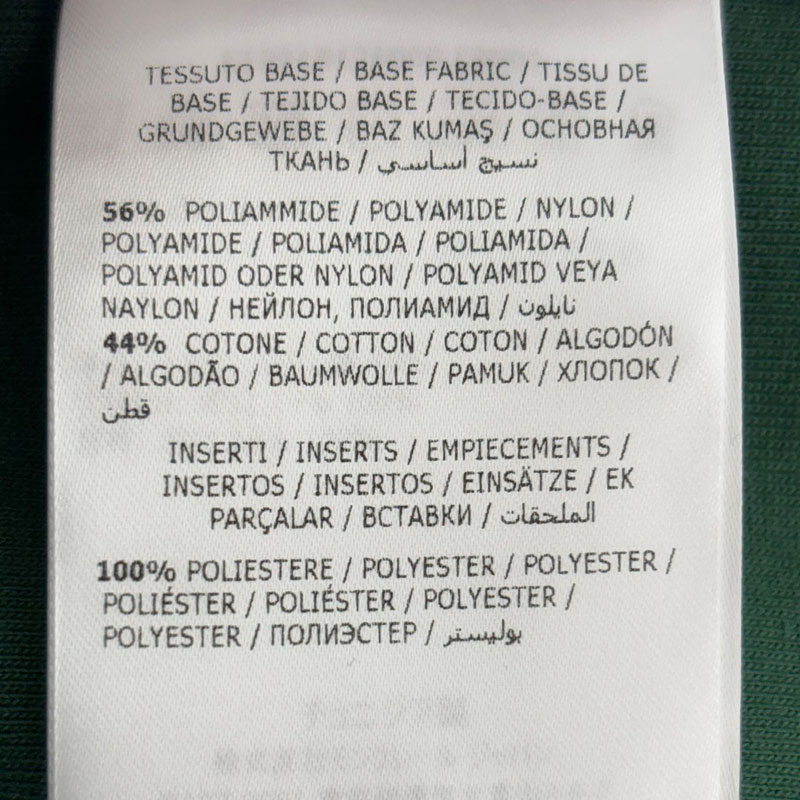 TESSUTO BASE / BASE FABRIC / TISSU DE
BASE / TEJIDO BASE / TECIDO-BASE /
GRUNDGEWEBE / BAZ KUMAŞ / ОСНОВНАЯ
ТКАНЬ / نسيج أساسي
56% POLIAMMIDE / POLYAMIDE / NYLON /
POLYAMIDE / POLIAMIDA / POLIAMIDA /
POLYAMID ODER NYLON / POLYAMID VEYA
NAYLON / НЕЙЛОН, ПОЛИАМИД / نايلون
44% COTONE / COTTON / COTON / ALGODÓN
/ ALGODÃO / BAUMWOLLE / PAMUK / ХЛОПОК /
قطن
INSERTI / INSERTS / EMPIECEMENTS /
INSERTOS / INSERTOS / EINSÄTZE / EK
PARÇALAR / ВСТАВКИ / الملحقات
100% POLIESTERE / POLYESTER / POLYESTER /
POLIÉSTER / POLIÉSTER / POLYESTER /
POLYESTER / ПОЛИЭСТЕР / بوليستر